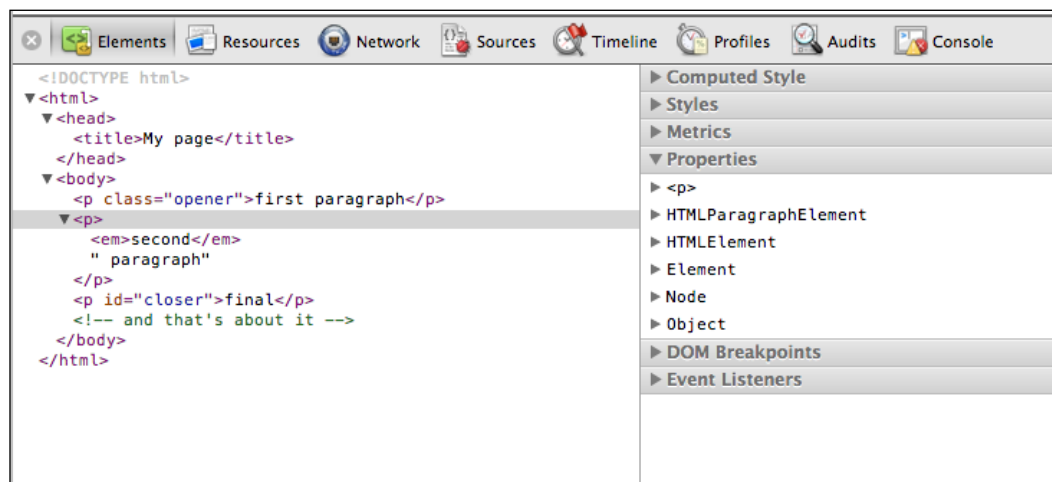 Elements Resources Network Sources Timeline Profiles Audits Console
<!DOCTYPE html>
▼<html>
▼<head>
<title>My page</title>
</head>
▼<body>
<p class="opener">first paragraph</p>
▼<p>
<em>second</em>
" paragraph"
</p>
<p id="closer">final</p>
<!-- and that's about it -->
</body>
</html>
▶Computed Style
▶Styles
▶Metrics
▼Properties
▶<p>
▶HTMLParagraphElement
▶HTMLElement
▶Element
▶Node
▶Object
▶DOM Breakpoints
▶Event Listeners